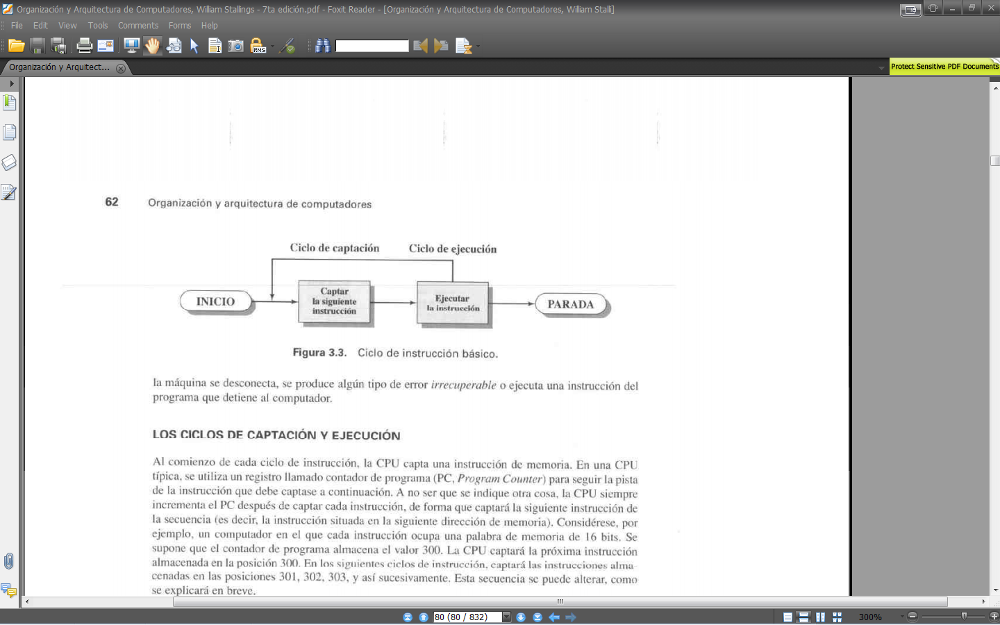 Organización y Arquitectura de Computadores, William Stallings - 7ta edición.pdf - Foxit Reader - [Organización y Arquitectura de Computadores, William Stalli]
File Edit View Tools Comments Forms Help
RMS
Organización y Arquitect...
Protect Sensitive PDF Documents
62 Organización y arquitectura de computadores
Ciclo de captación Ciclo de ejecución
INICIO
Captar
la siguiente
instrucción
Ejecutar
la instrucción
PARADA
Figura 3.3. Ciclo de instrucción básico.
la máquina se desconecta, se produce algún tipo de error irrecuperable o ejecuta una instrucción del
programa que detiene al computador.
LOS CICLOS DE CAPTACIÓN Y EJECUCIÓN
Al comienzo de cada ciclo de instrucción, la CPU capta una instrucción de memoria. En una CPU
típica, se utiliza un registro llamado contador de programa (PC, Program Counter) para seguir la pista
de la instrucción que debe captase a continuación. A no ser que se indique otra cosa, la CPU siempre
incrementa el PC después de captar cada instrucción, de forma que captará la siguiente instrucción de
la secuencia (es decir, la instrucción situada en la siguiente dirección de memoria). Considérese, por
ejemplo, un computador en el que cada instrucción ocupa una palabra de memoria de 16 bits. Se
supone que el contador de programa almacena el valor 300. La CPU captará la próxima instrucción
almacenada en la posición 300. En los siguientes ciclos de instrucción, captará las instrucciones alma-
cenadas en las posiciones 301, 302, 303, y así sucesivamente. Esta secuencia se puede alterar, como
se explicará en breve.
80 (80 / 832)
300%